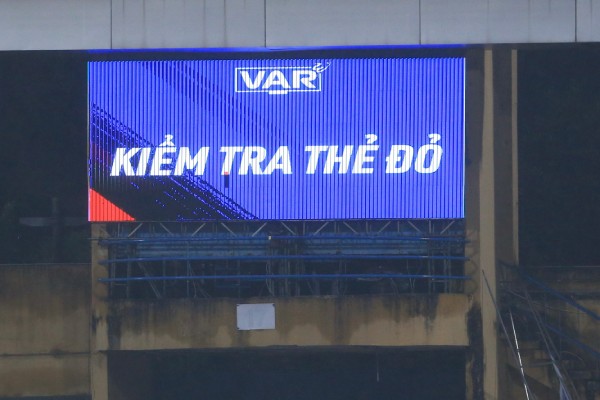 VAR
KIỂM TRA THẺ ĐỎ